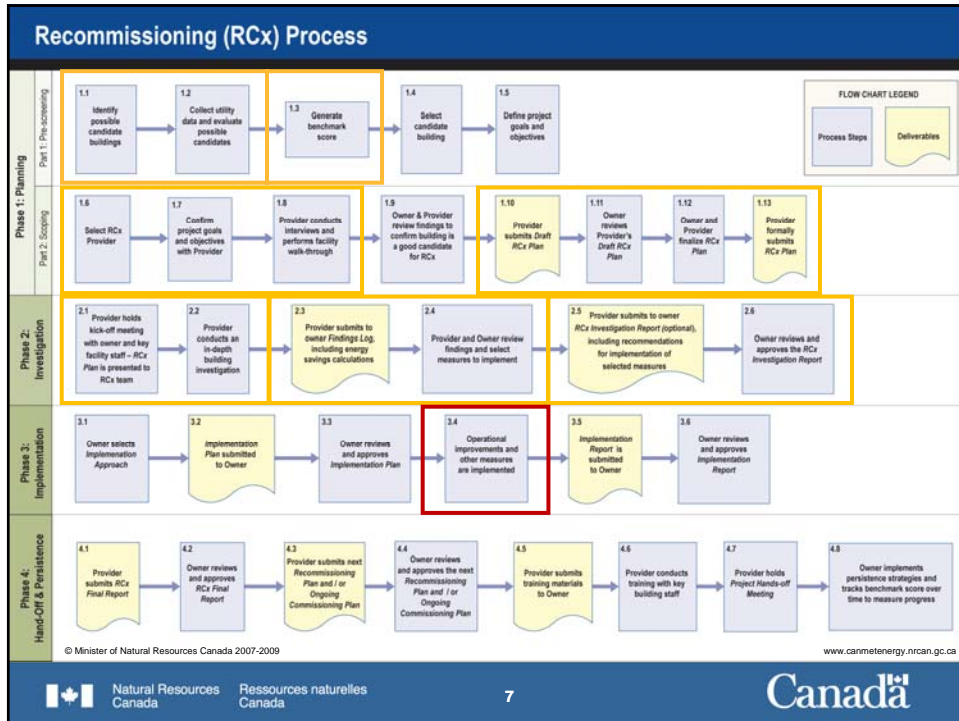 Recommissioning (RCx) Process
Phase 1: Planning
Part 1: Pre-screening
1.1
Identify
possible
candidate
buildings
1.2
Collect utility
data and evaluate
possible
candidates
1.3
Generate
benchmark
score
1.4
Select
candidate
building
1.5
Define project
goals and
objectives
FLOW CHART LEGEND
Process Steps
Deliverables
Part 2: Scoping
1.6
Select RCx
Provider
1.7
Confirm
project goals
and objectives
with Provider
1.8
Provider conducts
interviews and
performs facility
walk-through
1.9
Owner & Provider
review findings to
confirm building is
a good candidate
for RCx
1.10
Provider
submits Draft
RCx Plan
1.11
Owner
reviews
Provider's
Draft RCx
Plan
1.12
Owner and
Provider
finalize RCx
Plan
1.13
Provider
formally
submits
RCx Plan
Phase 2:
Investigation
2.1
Provider holds
kick-off meeting
with owner and key
facility staff – RCx
Plan is presented to
RCx team
2.2
Provider
conducts an
in-depth
building
investigation
2.3
Provider submits to
owner Findings Log,
including energy
savings calculations
2.4
Provider and Owner review
findings and select
measures to implement
2.5
Provider submits to owner
RCx Investigation Report (optional),
including recommendations
for implementation of
selected measures
2.6
Owner reviews and
approves the RCx
Investigation Report
Phase 3:
Implementation
3.1
Owner selects
Implemenation
Approach
3.2
Implementation
Plan submitted
to Owner
3.3
Owner reviews
and approves
Implementation Plan
3.4
Operational
improvements and
other measures
are implemented
3.5
Implementation
Report is
submitted
to Owner
3.6
Owner reviews
and approves
Implementation
Report
Phase 4:
Hand-Off & Persistence
4.1
Provider
submits RCx
Final Report
4.2
Owner reviews
and approves
RCx Final
Report
4.3
Provider submits next
Recommissioning
Plan and / or
Ongoing
Commissioning Plan
4.4
Owner reviews
and approves the next
Recommissioning
Plan and / or
Ongoing
Commissioning Plan
4.5
Provider submits
training materials
to Owner
4.6
Provider conducts
training with key
building staff
4.7
Provider holds
Project Hands-off
Meeting
4.8
Owner implements
persistence strategies and
tracks benchmark score over
time to measure progress
© Minister of Natural Resources Canada 2007-2009
www.canmetenergy.nrcan.gc.ca
Natural Resources
Canada
Ressources naturelles
Canada
7
Canada